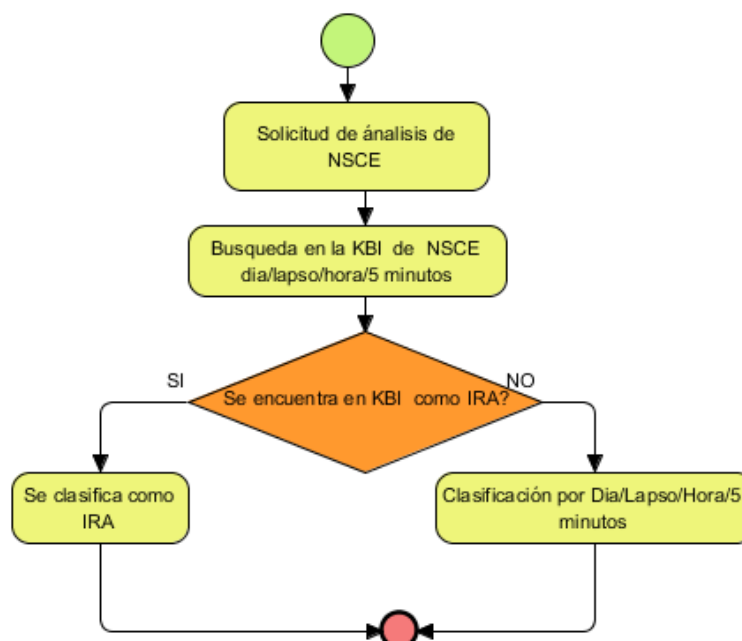 Solicitud de ánalisis de
NSCE
Busqueda en la KBI de NSCE
dia/lapso/hora/5 minutos
SI
NO
Se encuentra en KBI como IRA?
Se clasifica como
IRA
Clasificación por Dia/Lapso/Hora/5
minutos